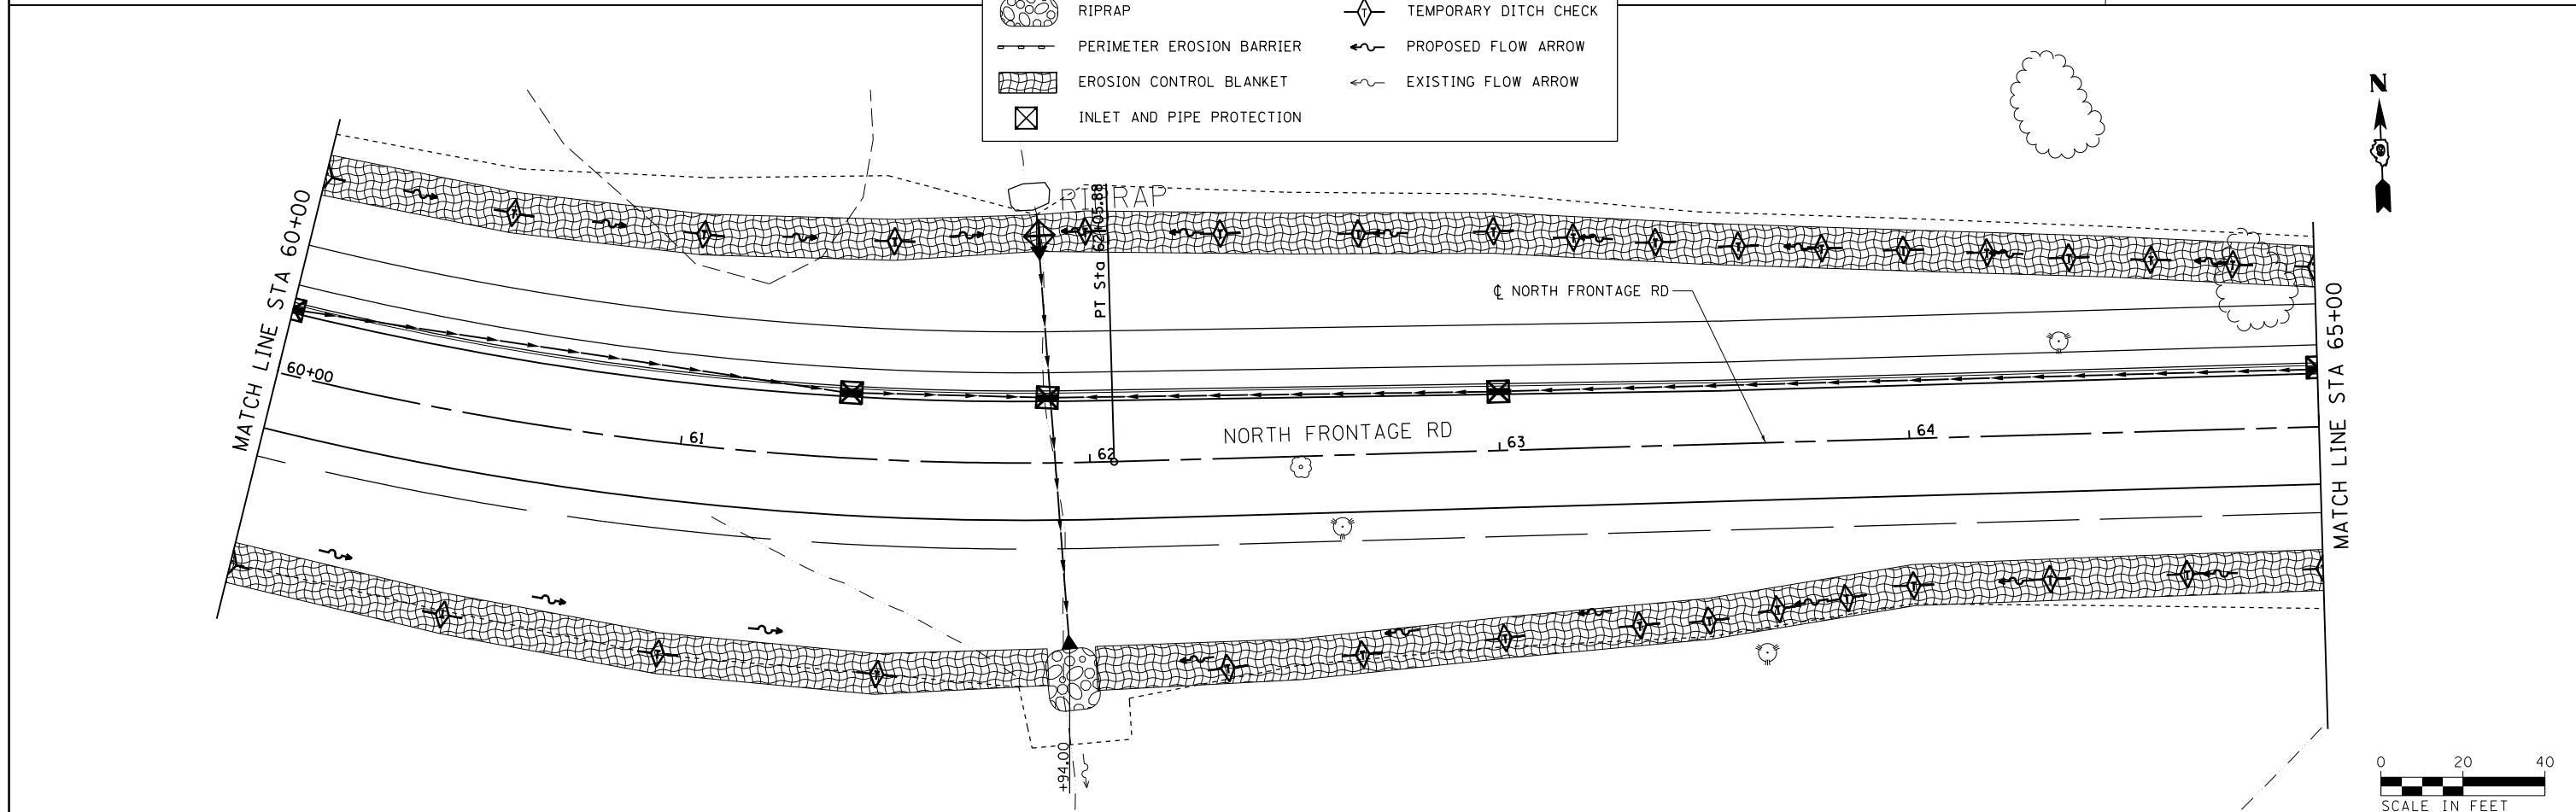 RIPRAP
TEMPORARY DITCH CHECK
PERIMETER EROSION BARRIER
PROPOSED FLOW ARROW
EROSION CONTROL BLANKET
EXISTING FLOW ARROW
INLET AND PIPE PROTECTION
N
RIPRAP
PT Sta 62+05.88
MATCH LINE STA 60+00
℄ NORTH FRONTAGE RD
60+00
MATCH LINE STA 65+00
61
62
NORTH FRONTAGE RD
63
64
+94.00
0 20 40
SCALE IN FEET